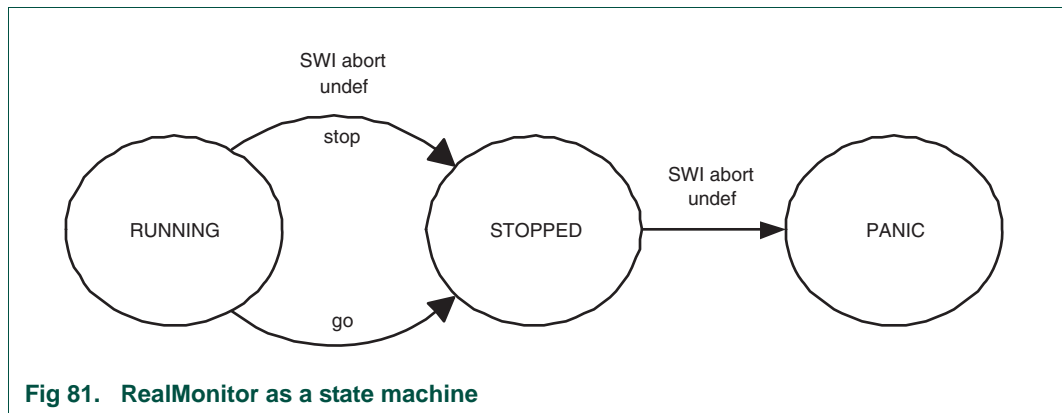 SWI abort
undef
stop
SWI abort
undef
RUNNING
STOPPED
PANIC
go
Fig 81. RealMonitor as a state machine